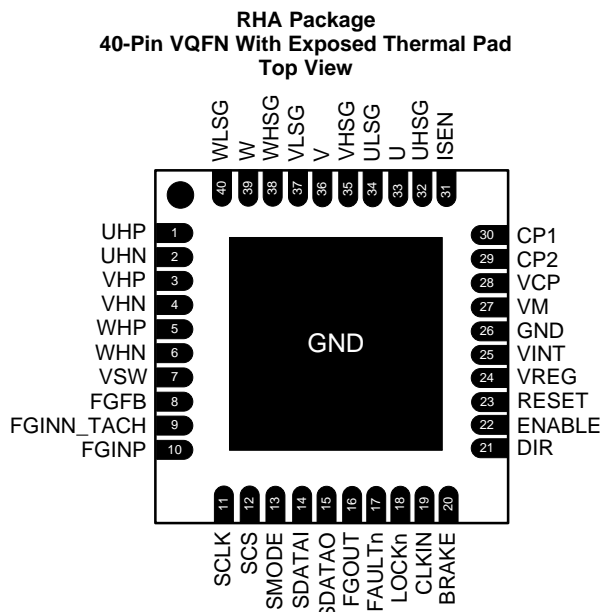 RHA Package
40-Pin VQFN With Exposed Thermal Pad
Top View
WLSG
W
WHSG
VLSG
V
VHSG
ULSG
U
UHSG
ISEN
40
39
38
37
36
35
34
33
32
31
UHP 1
UHN 2
VHP 3
VHN 4
WHP 5
WHN 6
VSW 7
FGFB 8
FGINN_TACH 9
FGINP 10
GND
30 CP1
29 CP2
28 VCP
27 VM
26 GND
25 VINT
24 VREG
23 RESET
22 ENABLE
21 DIR
11
12
13
14
15
16
17
18
19
20
SCLK
SCS
SMODE
SDATAI
SDATAO
FGOUT
FAULTn
LOCKn
CLKIN
BRAKE